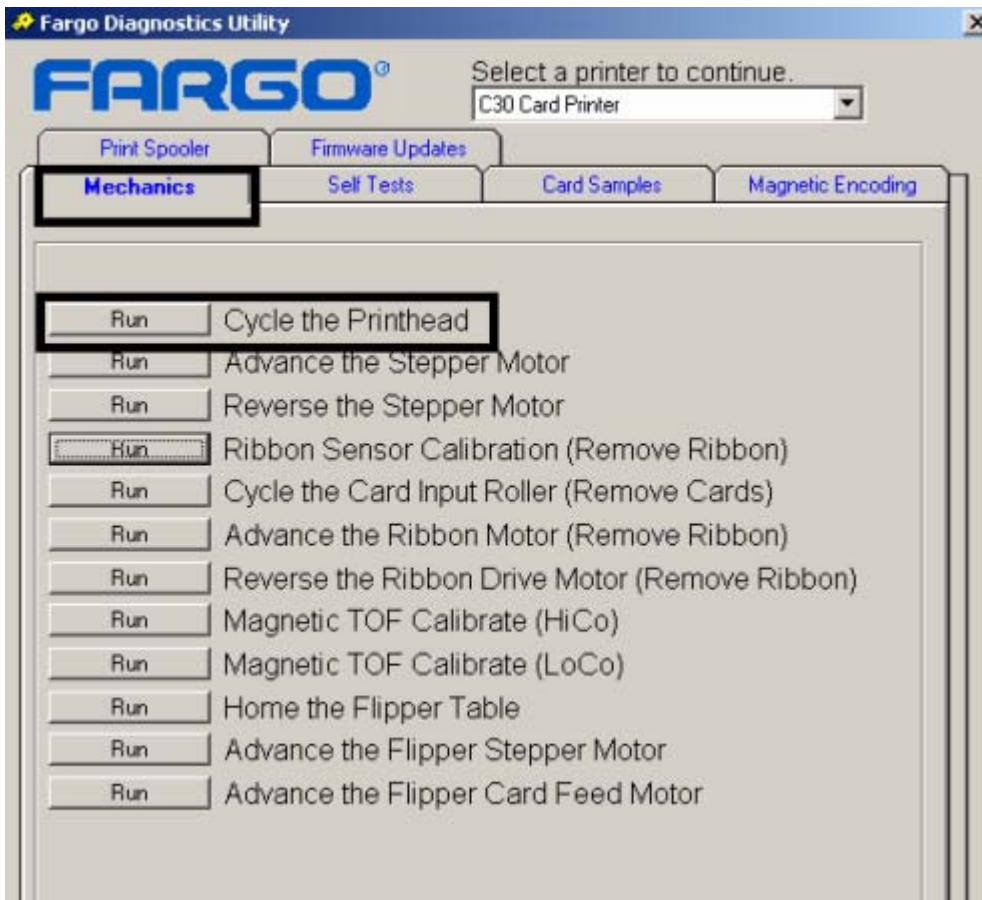 Fargo Diagnostics Utility
FARGO®
Select a printer to continue.
C30 Card Printer
Print Spooler Firmware Updates
Mechanics Self Tests Card Samples Magnetic Encoding
Run Cycle the Printhead
Run Advance the Stepper Motor
Run Reverse the Stepper Motor
Run Ribbon Sensor Calibration (Remove Ribbon)
Run Cycle the Card Input Roller (Remove Cards)
Run Advance the Ribbon Motor (Remove Ribbon)
Run Reverse the Ribbon Drive Motor (Remove Ribbon)
Run Magnetic TOF Calibrate (HiCo)
Run Magnetic TOF Calibrate (LoCo)
Run Home the Flipper Table
Run Advance the Flipper Stepper Motor
Run Advance the Flipper Card Feed Motor